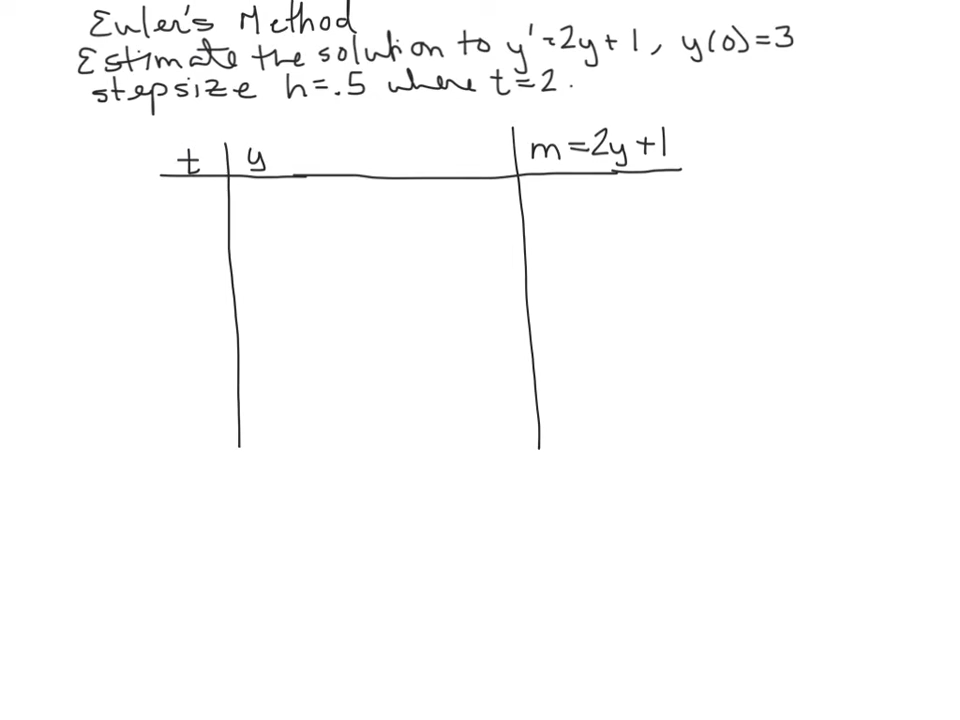 Euler's Method
Estimate the solution to y' = 2y + 1, y(0) = 3
stepsize h = .5 where t = 2.
t y m = 2y + 1